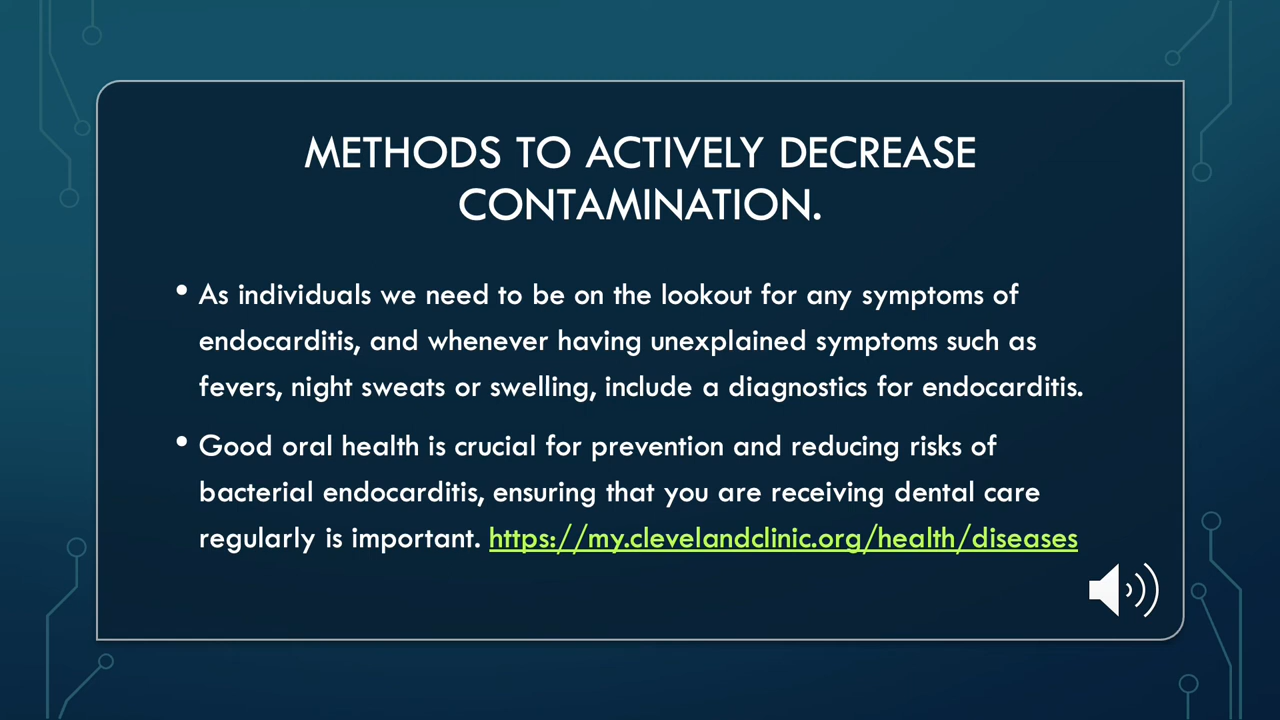 METHODS TO ACTIVELY DECREASE
CONTAMINATION.
• As individuals we need to be on the lookout for any symptoms of
endocarditis, and whenever having unexplained symptoms such as
fevers, night sweats or swelling, include a diagnostics for endocarditis.
• Good oral health is crucial for prevention and reducing risks of
bacterial endocarditis, ensuring that you are receiving dental care
regularly is important. https://my.clevelandclinic.org/health/diseases